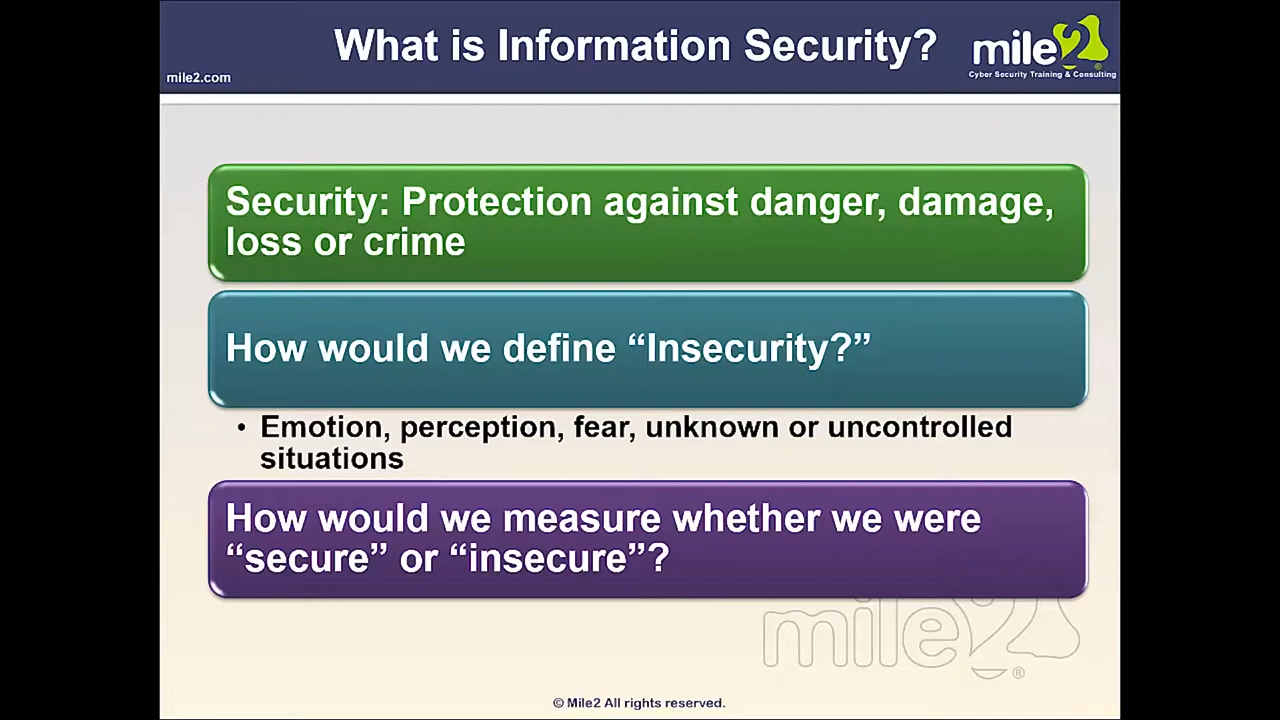 What is Information Security?
mile2
®
Cyber Security Training & Consulting
mile2.com
Security: Protection against danger, damage,
loss or crime
How would we define “Insecurity?”
• Emotion, perception, fear, unknown or uncontrolled
situations
How would we measure whether we were
“secure” or “insecure”?
mile2
®
© Mile2 All rights reserved.